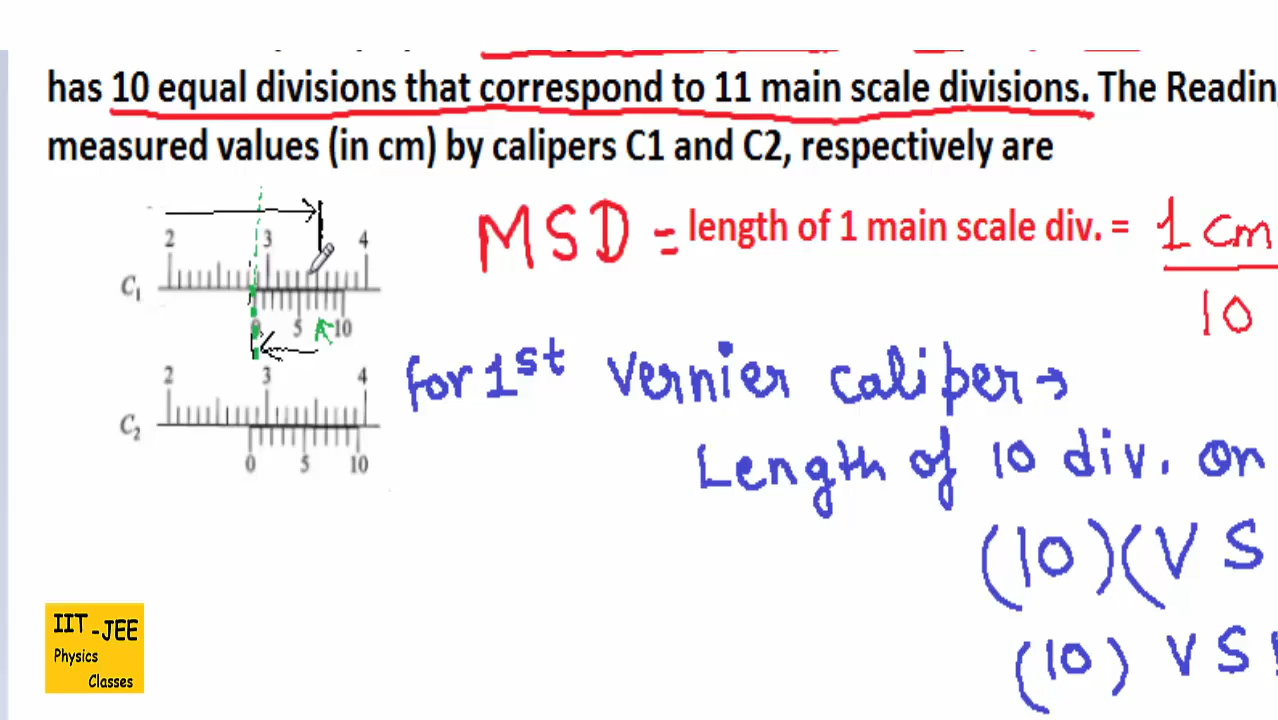 has 10 equal divisions that correspond to 11 main scale divisions. The Readin
measured values (in cm) by calipers C1 and C2, respectively are
MSD = length of 1 main scale div. = 1 cm
10
2 3 4
C1
0 5 10
for 1st Vernier caliper →
2 3 4
C2
0 5 10
Length of 10 div. on
(10)(V S
(10) V S
IIT-JEE
Physics
Classes